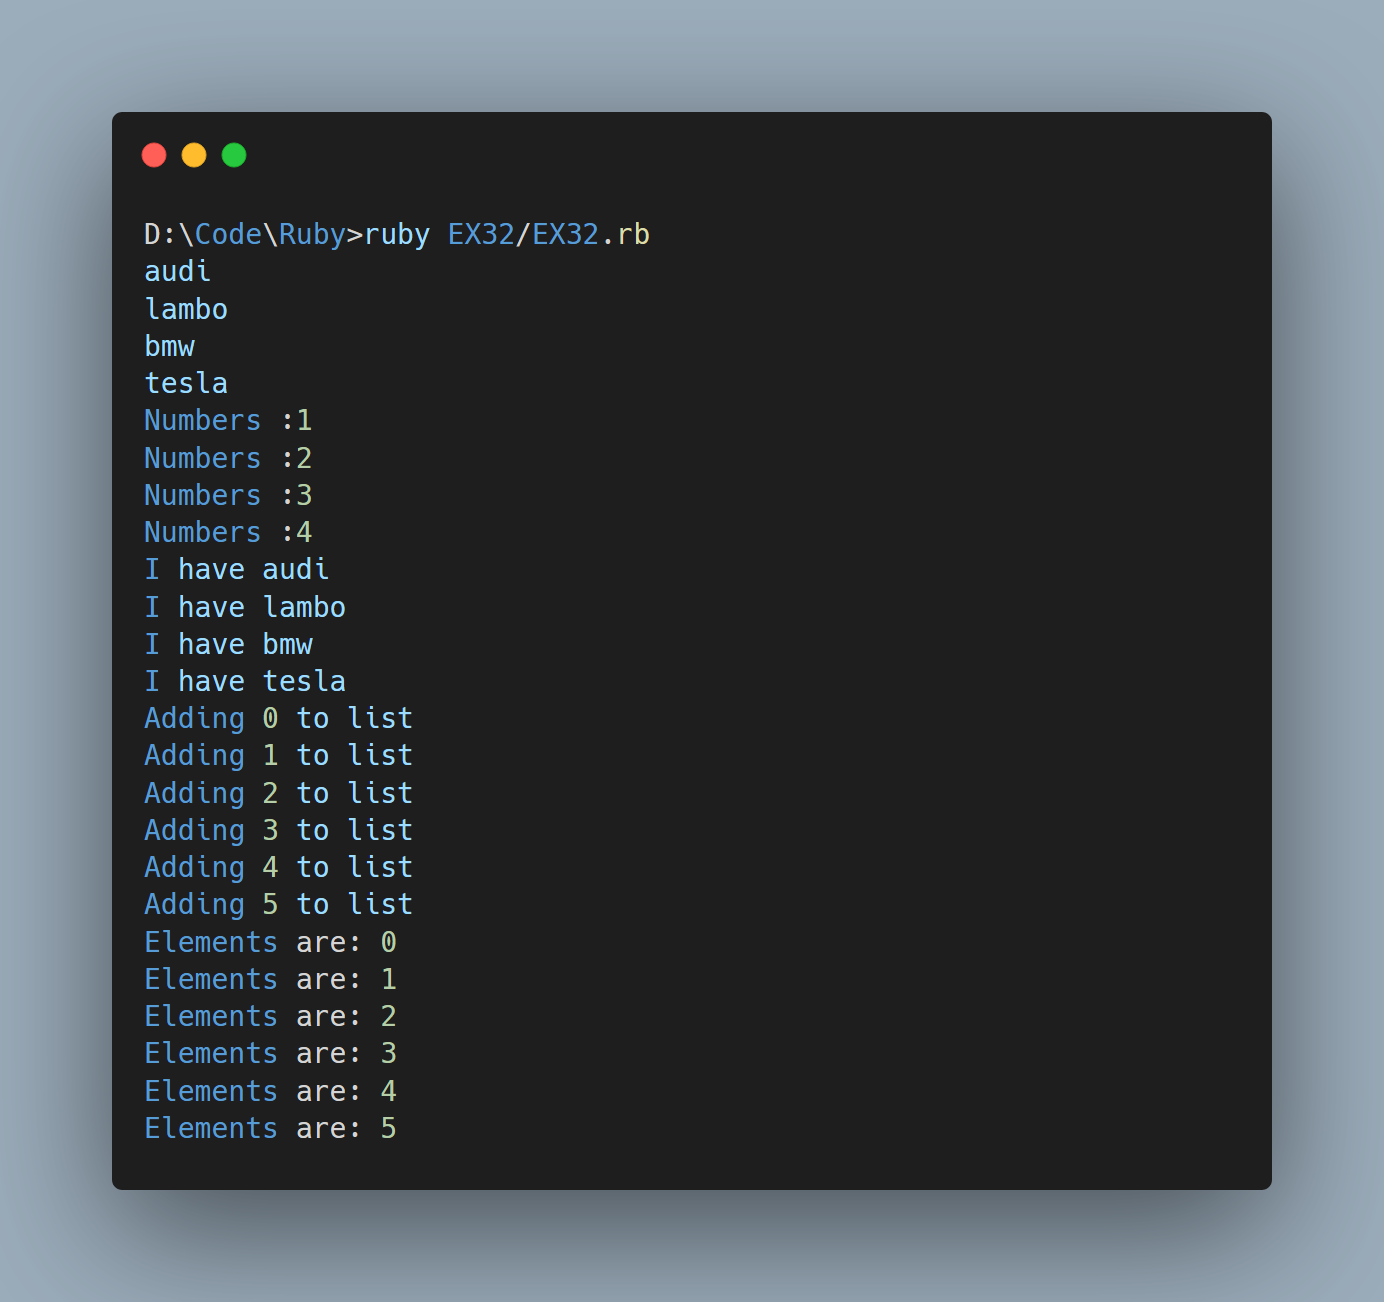 D:\Code\Ruby>ruby EX32/EX32.rb
audi
lambo
bmw
tesla
Numbers :1
Numbers :2
Numbers :3
Numbers :4
I have audi
I have lambo
I have bmw
I have tesla
Adding 0 to list
Adding 1 to list
Adding 2 to list
Adding 3 to list
Adding 4 to list
Adding 5 to list
Elements are: 0
Elements are: 1
Elements are: 2
Elements are: 3
Elements are: 4
Elements are: 5